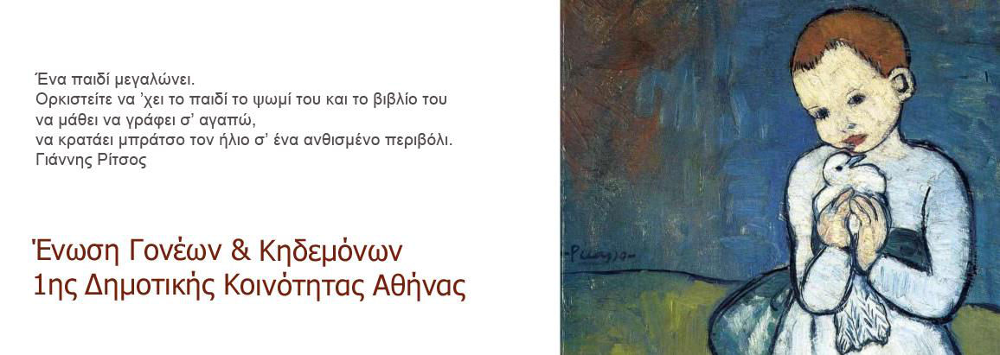 Ένα παιδί μεγαλώνει.
Ορκιστείτε να ’χει το παιδί το ψωμί του και το βιβλίο του
να μάθει να γράφει σ’ αγαπώ,
να κρατάει μπράτσο τον ήλιο σ’ ένα ανθισμένο περιβόλι.
Γιάννης Ρίτσος
Ένωση Γονέων & Κηδεμόνων
1ης Δημοτικής Κοινότητας Αθήνας
-Picasso-